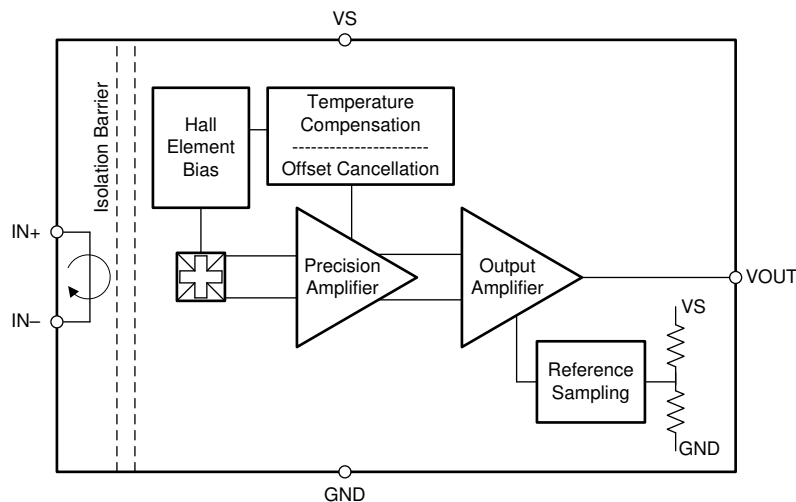 VS
Isolation Barrier
Hall
Element
Bias
Temperature
Compensation
Offset Cancellation
IN+
IN–
Precision
Amplifier
Output
Amplifier
VOUT
VS
Reference
Sampling
GND
GND